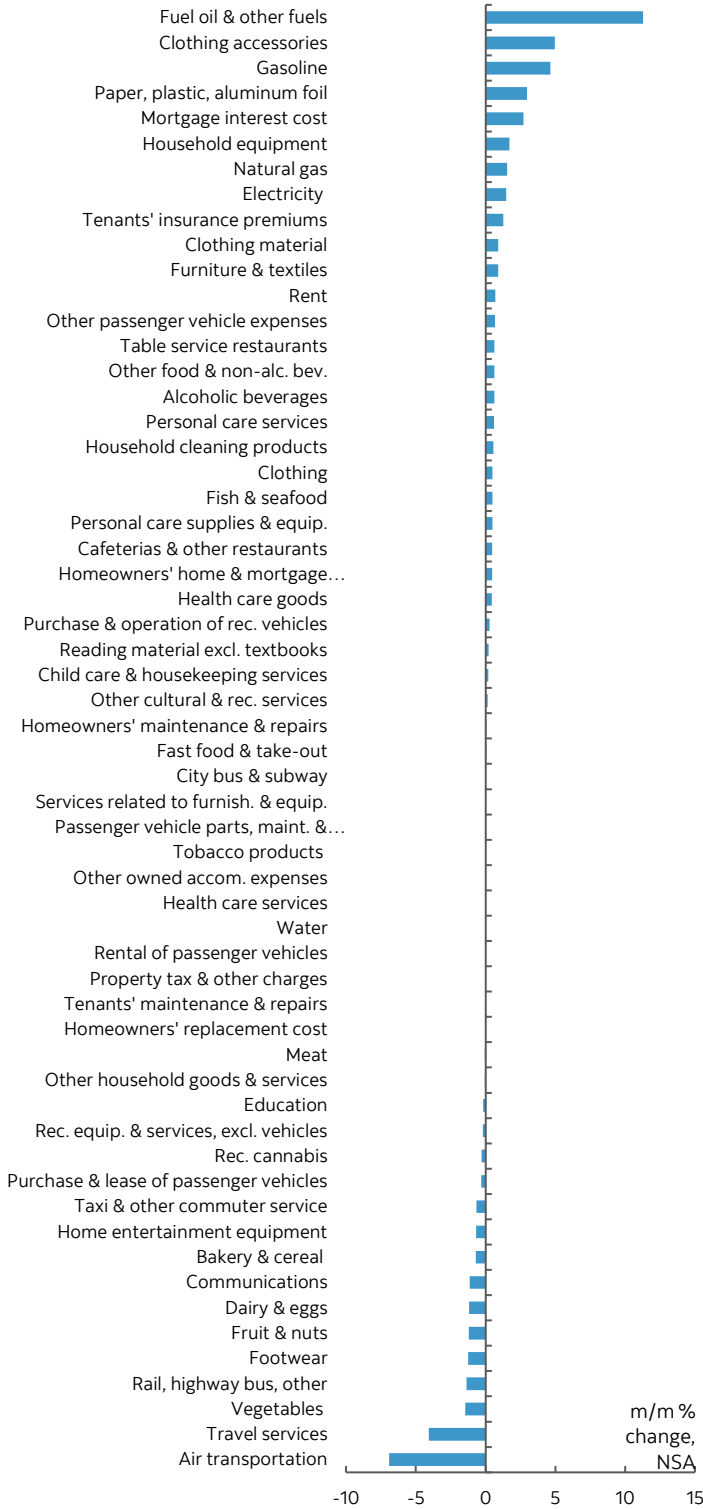 Fuel oil & other fuels
Clothing accessories
Gasoline
Paper, plastic, aluminum foil
Mortgage interest cost
Household equipment
Natural gas
Electricity
Tenants' insurance premiums
Clothing material
Furniture & textiles
Rent
Other passenger vehicle expenses
Table service restaurants
Other food & non-alc. bev.
Alcoholic beverages
Personal care services
Household cleaning products
Clothing
Fish & seafood
Personal care supplies & equip.
Cafeterias & other restaurants
Homeowners' home & mortgage…
Health care goods
Purchase & operation of rec. vehicles
Reading material excl. textbooks
Child care & housekeeping services
Other cultural & rec. services
Homeowners' maintenance & repairs
Fast food & take-out
City bus & subway
Services related to furnish. & equip.
Passenger vehicle parts, maint. &…
Tobacco products
Other owned accom. expenses
Health care services
Water
Rental of passenger vehicles
Property tax & other charges
Tenants' maintenance & repairs
Homeowners' replacement cost
Meat
Other household goods & services
Education
Rec. equip. & services, excl. vehicles
Rec. cannabis
Purchase & lease of passenger vehicles
Taxi & other commuter service
Home entertainment equipment
Bakery & cereal
Communications
Dairy & eggs
Fruit & nuts
Footwear
Rail, highway bus, other
Vegetables
Travel services
Air transportation
m/m %
change,
NSA
-10 -5 0 5 10 15